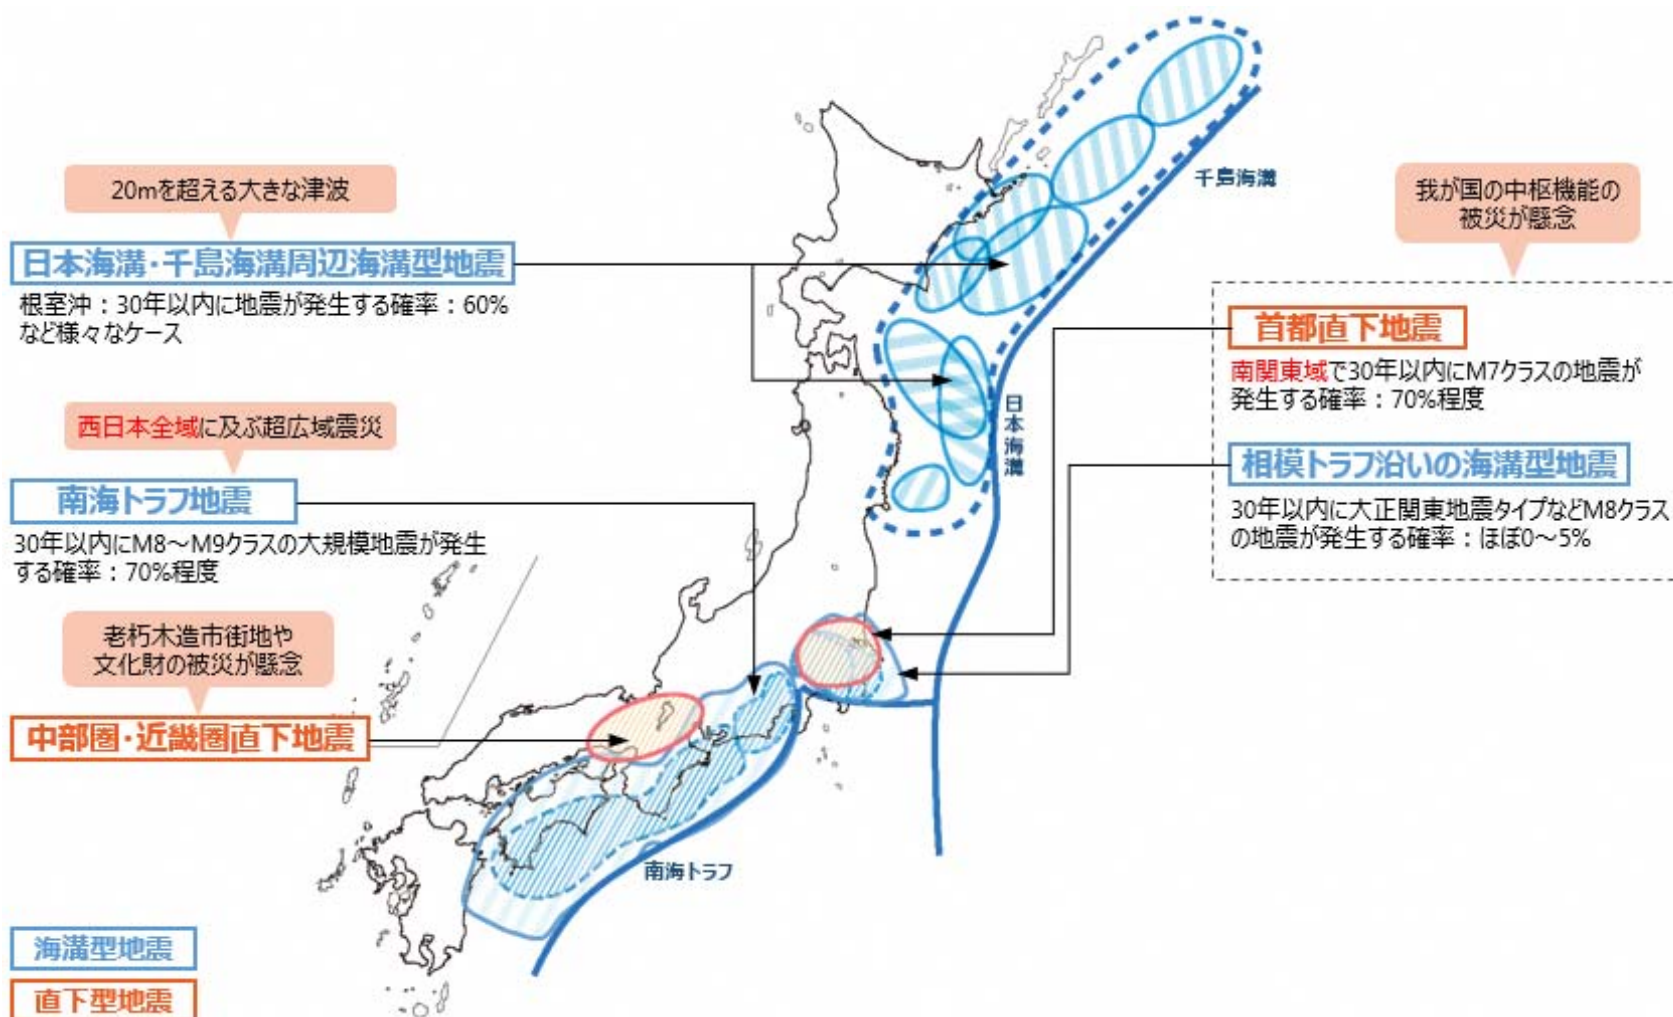 20mを超える大きな津波
日本海溝・千島海溝周辺海溝型地震
根室沖：30年以内に地震が発生する確率：60%
など様々なケース
西日本全域に及ぶ超広域震災
南海トラフ地震
30年以内にM8～M9クラスの大規模地震が発生
する確率：70%程度
老朽木造市街地や
文化財の被災が懸念
中部圏・近畿圏直下地震
海溝型地震
直下型地震
千島海溝
日本海溝
南海トラフ
我が国の中枢機能の
被災が懸念
首都直下地震
南関東域で30年以内にM7クラスの地震が
発生する確率：70%程度
相模トラフ沿いの海溝型地震
30年以内に大正関東地震タイプなどM8クラス
の地震が発生する確率：ほぼ0～5%